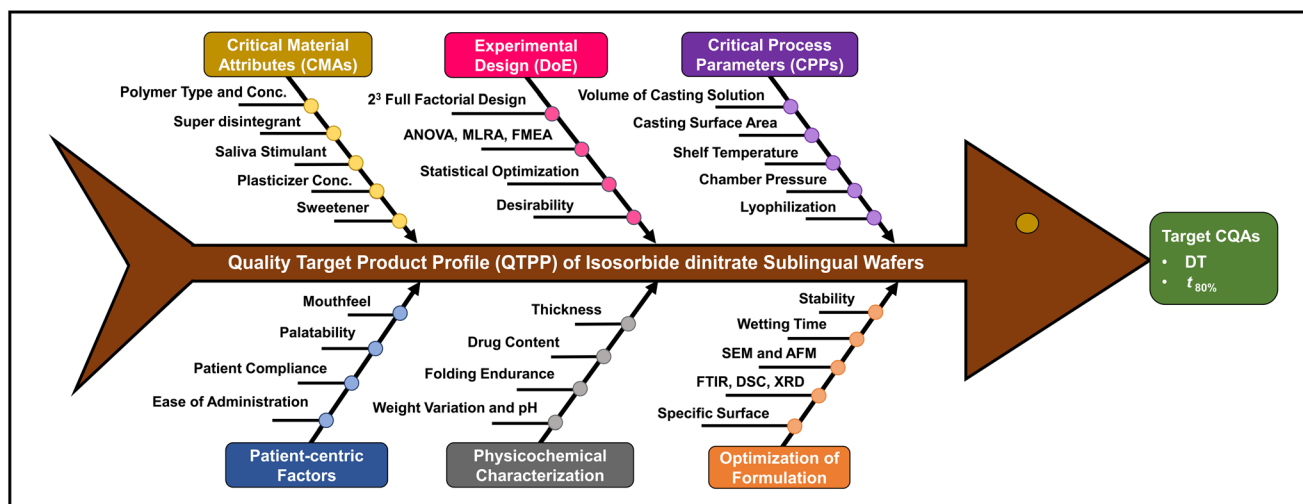 Critical Material
Attributes (CMAs)
Polymer Type and Conc.
Super disintegrant
Saliva Stimulant
Plasticizer Conc.
Sweetener
Experimental
Design (DoE)
2³ Full Factorial Design
ANOVA, MLRA, FMEA
Statistical Optimization
Desirability
Critical Process
Parameters (CPPs)
Volume of Casting Solution
Casting Surface Area
Shelf Temperature
Chamber Pressure
Lyophilization
Quality Target Product Profile (QTPP) of Isosorbide dinitrate Sublingual Wafers
Target CQAs
• DT
• t 80%
Mouthfeel
Palatability
Patient Compliance
Ease of Administration
Patient-centric
Factors
Thickness
Drug Content
Folding Endurance
Weight Variation and pH
Physicochemical
Characterization
Stability
Wetting Time
SEM and AFM
FTIR, DSC, XRD
Specific Surface
Optimization of
Formulation